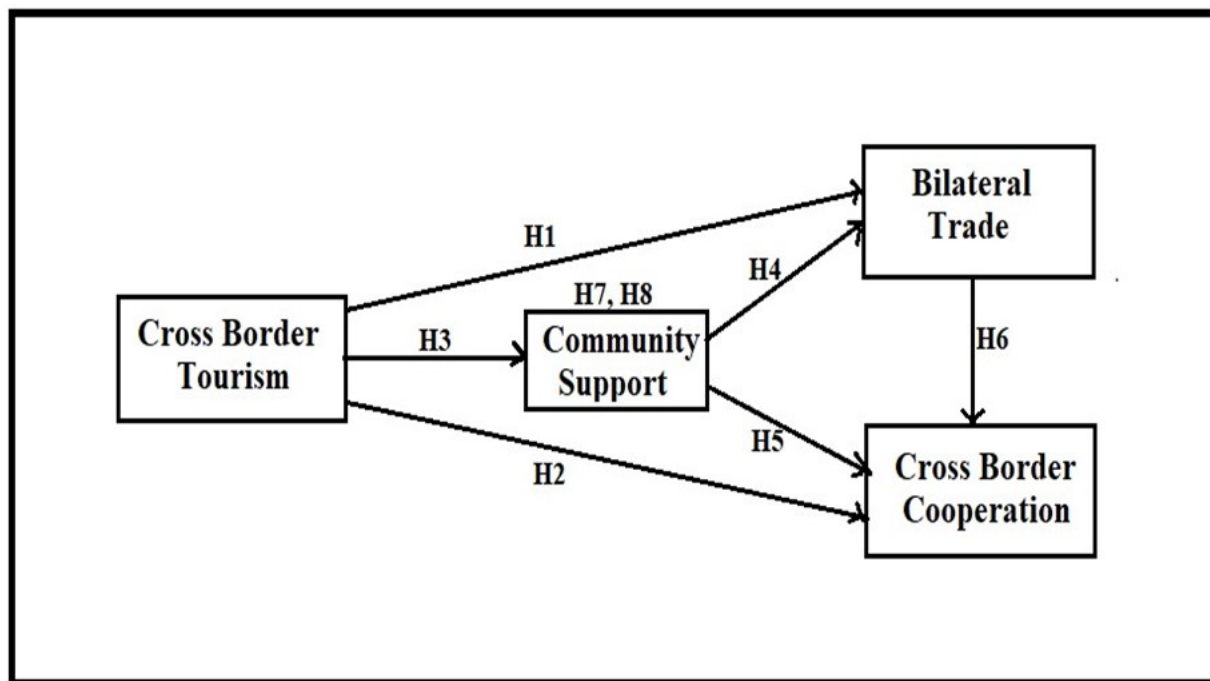 Bilateral
Trade
H1
H4
H7, H8
Cross Border
Tourism
H3
Community
Support
H6
H5
H2
Cross Border
Cooperation